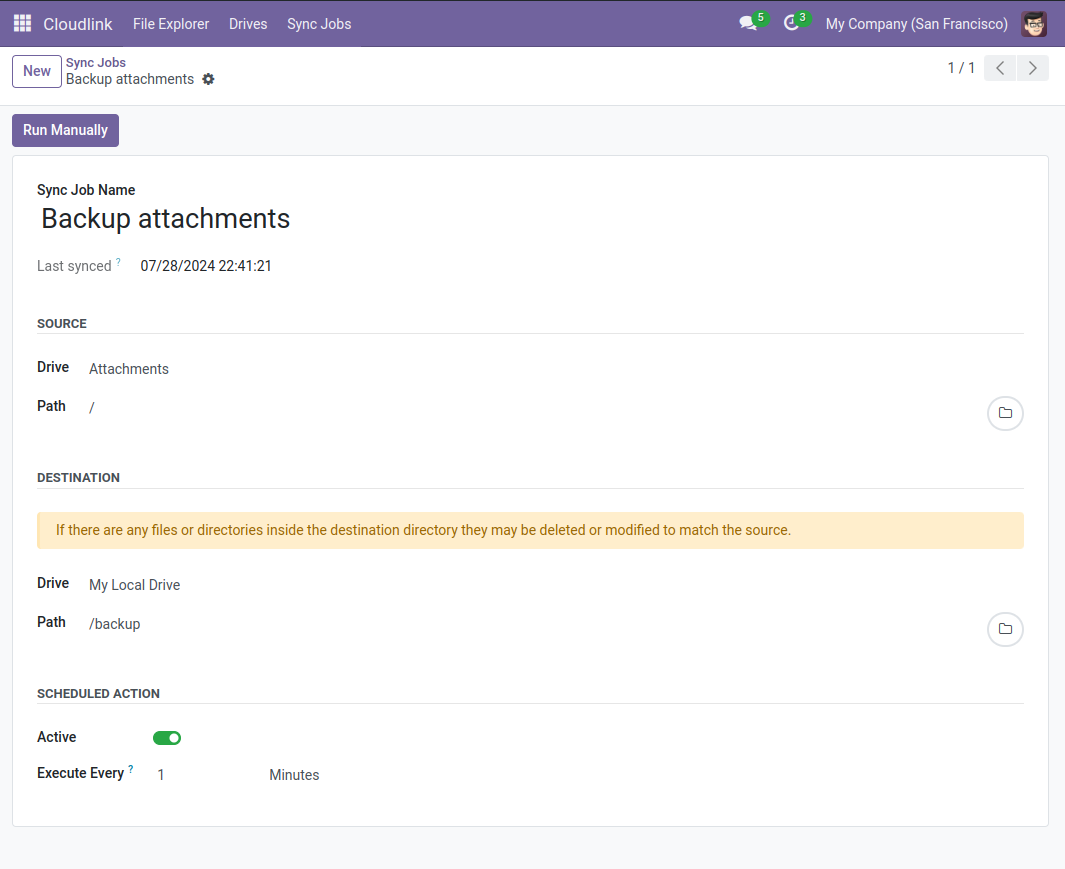 Cloudlink File Explorer Drives Sync Jobs 5 3 My Company (San Francisco)
New Sync Jobs
Backup attachments
1 / 1
Run Manually
Sync Job Name
Backup attachments
Last synced ? 07/28/2024 22:41:21
SOURCE
Drive Attachments
Path /
DESTINATION
If there are any files or directories inside the destination directory they may be deleted or modified to match the source.
Drive My Local Drive
Path /backup
SCHEDULED ACTION
Active
Execute Every ? 1 Minutes